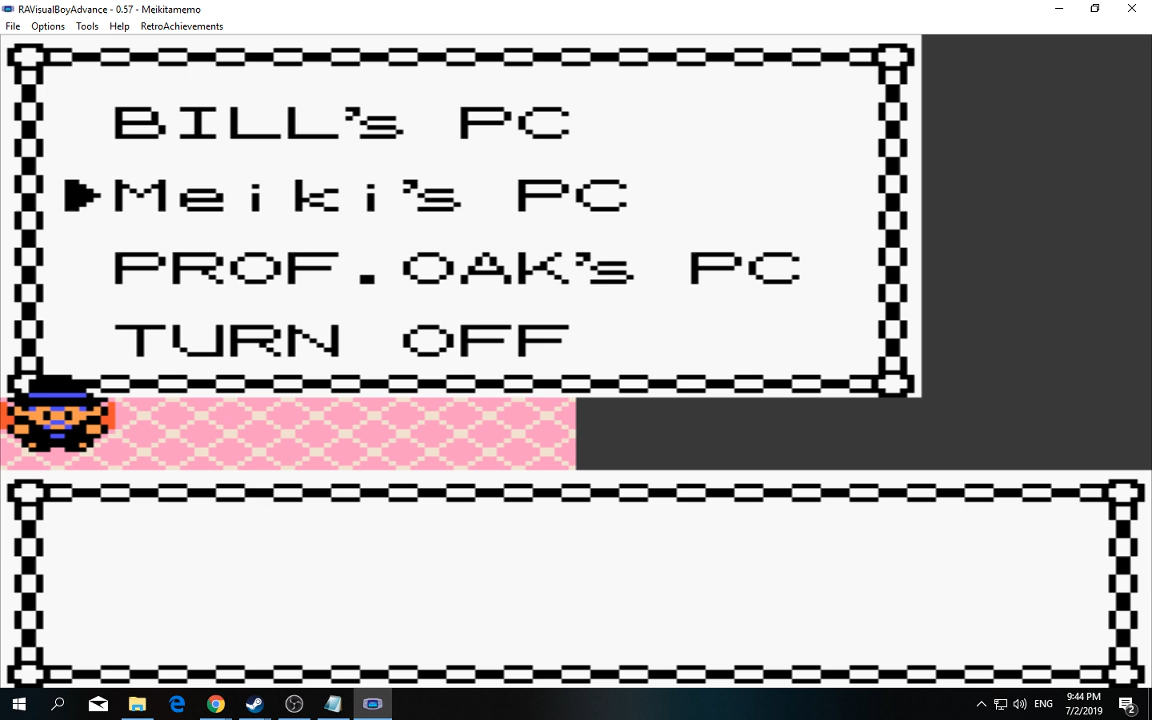 RAVisualBoyAdvance - 0.57 - Meikitamemo
File Options Tools Help RetroAchievements
BILL's PC
▶Meiki's PC
PROF.OAK's PC
TURN OFF
ENG
9:44 PM
7/2/2019
2